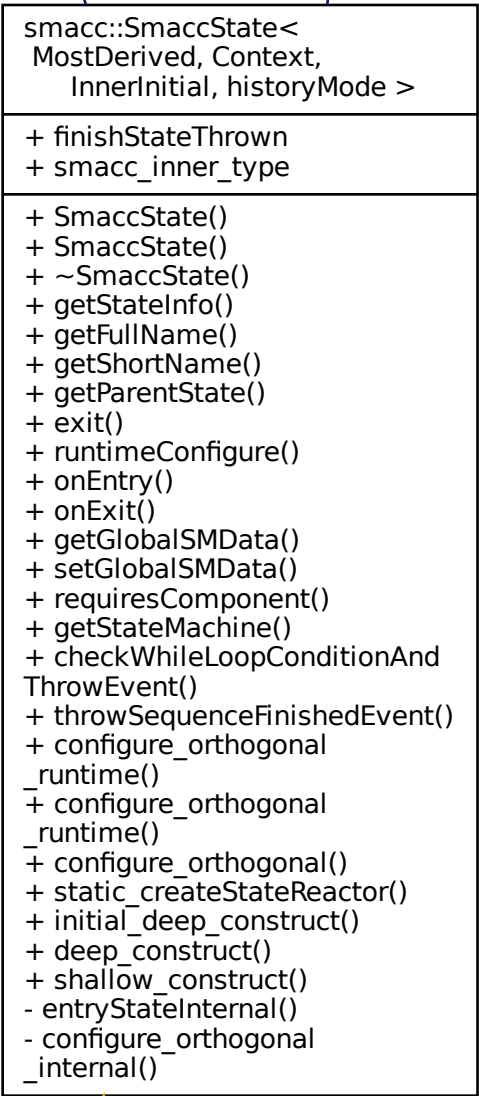 smacc::SmaccState<
MostDerived, Context,
InnerInitial, historyMode >
+ finishStateThrown
+ smacc_inner_type
+ SmaccState()
+ SmaccState()
+ ~SmaccState()
+ getStateInfo()
+ getFullName()
+ getShortName()
+ getParentState()
+ exit()
+ runtimeConfigure()
+ onEntry()
+ onExit()
+ getGlobalSMData()
+ setGlobalSMData()
+ requiresComponent()
+ getStateMachine()
+ checkWhileLoopConditionAnd
ThrowEvent()
+ throwSequenceFinishedEvent()
+ configure_orthogonal
_runtime()
+ configure_orthogonal
_runtime()
+ configure_orthogonal()
+ static_createStateReactor()
+ initial_deep_construct()
+ deep_construct()
+ shallow_construct()
- entryStateInternal()
- configure_orthogonal
_internal()